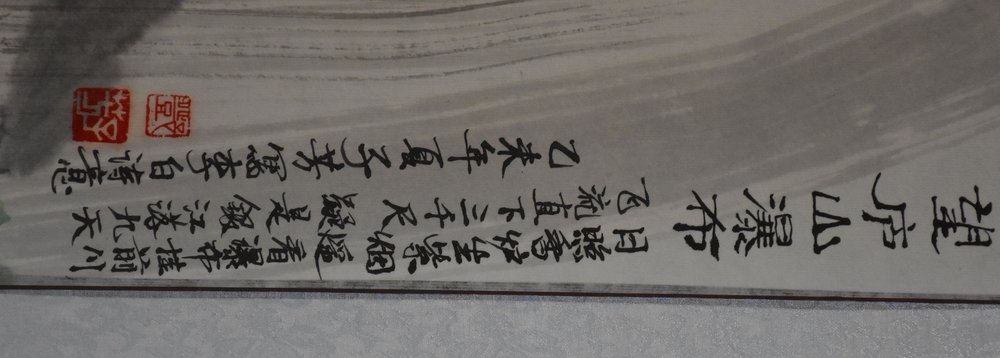 望庐山瀑布
日照香炉生紫烟遥看瀑布挂前川
飞流直下三千尺疑是银河落九天
乙未年夏子芳寫李白诗意